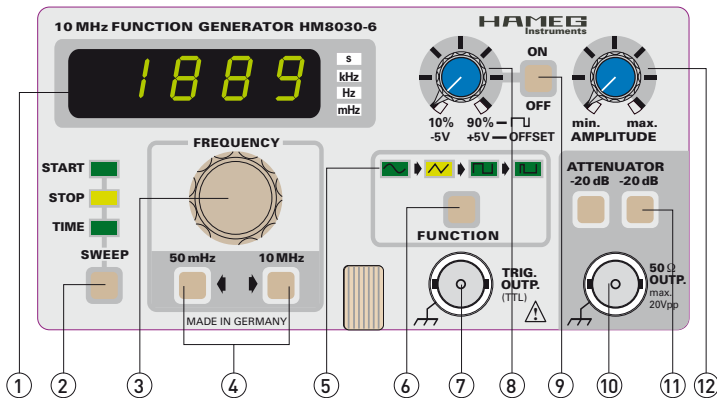 10 MHz FUNCTION GENERATOR HM8030-6
HAMEG
Instruments
1889
s
kHz
Hz
mHz
ON
OFF
10% 90%
-5V +5V OFFSET
min. max.
AMPLITUDE
FREQUENCY
START
STOP
TIME
SWEEP
50 mHz 10 MHz
MADE IN GERMANY
FUNCTION
ATTENUATOR
-20 dB -20 dB
TRIG.
OUTP.
(TTL)
50 Ω
OUTP.
max.
20Vpp
1 2 3 4 5 6 7 8 9 10 11 12